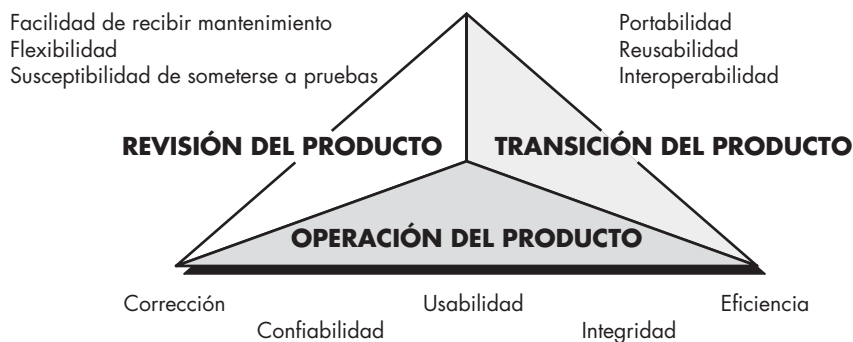 Facilidad de recibir mantenimiento
Flexibilidad
Susceptibilidad de someterse a pruebas
Portabilidad
Reusabilidad
Interoperabilidad
REVISIÓN DEL PRODUCTO
TRANSICIÓN DEL PRODUCTO
OPERACIÓN DEL PRODUCTO
Corrección
Usabilidad
Eficiencia
Confiabilidad
Integridad